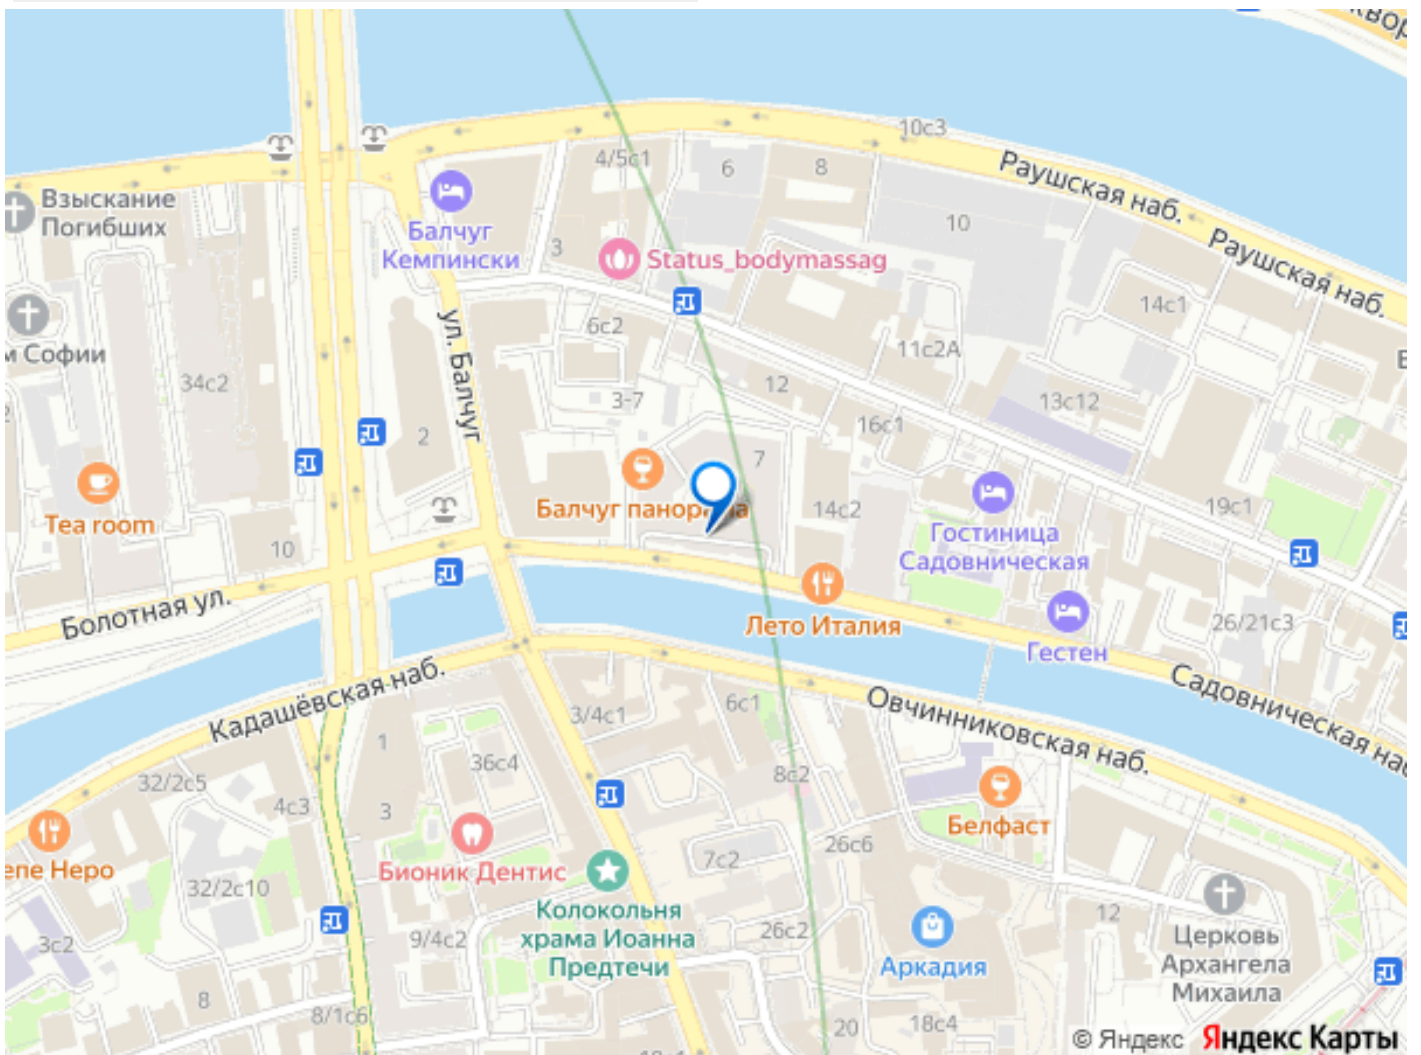 10с3
Раушская наб.
Раушская наб.
4/5с1
6
8
10
Взыскание
Погибших
Балчуг
Кемпински
3
Status_bodymassag
14с1
м Софии
ул. Балчуг
6с2
11с2А
34с2
12
3-7
13с12
16с1
2
7
Балчуг панорама
14с2
19с1
Tea room
Гостиница
Садовническая
10
Болотная ул.
Лето Италия
Гестен
26/21с3
Садовническая наб
Кадашёвская наб.
Овчинниковская наб.
3/4с1
6с1
1
36с4
8с2
32/2с5
4с3
3
Белфаст
епе Неро
Бионик Дентис
7с2
26с6
32/2с10
Колокольня
храма Иоанна
Предтечи
9/4с2
26с2
12
3с2
Аркадия
Церковь
Архангела
Михаила
8
8/1с6
20
18с4
© Яндекс Яндекс Карты